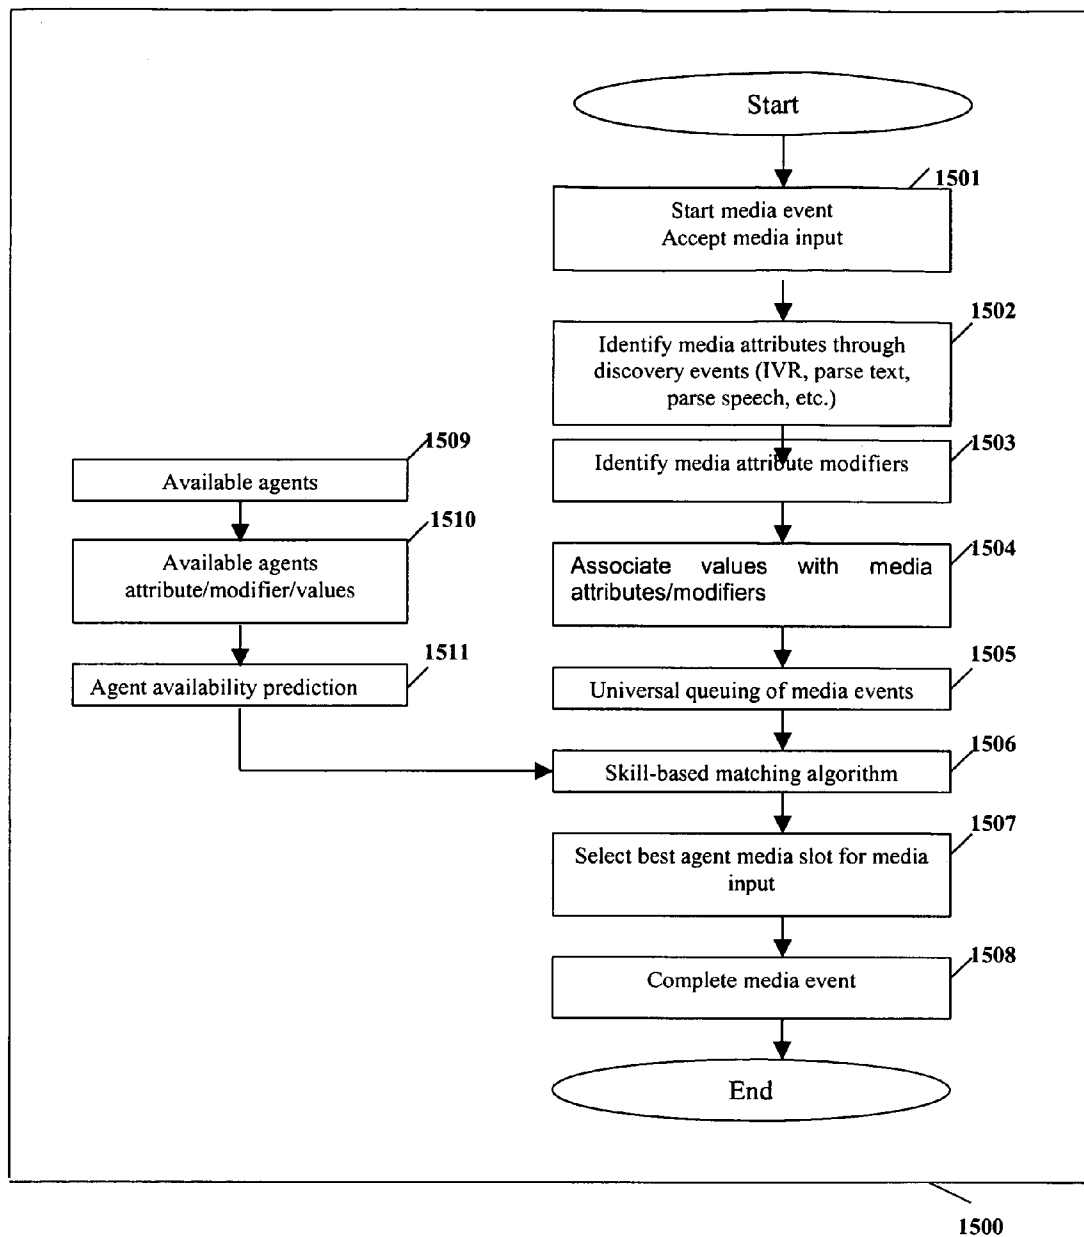 Start
1501
Start media event
Accept media input
1502
Identify media attributes through
discovery events (IVR, parse text,
parse speech, etc.)
1503
Identify media attribute modifiers
1509
Available agents
1510
Available agents
attribute/modifier/values
1504
Associate values with media
attributes/modifiers
1511
Agent availability prediction
1505
Universal queuing of media events
1506
Skill-based matching algorithm
1507
Select best agent media slot for media
input
1508
Complete media event
End
1500